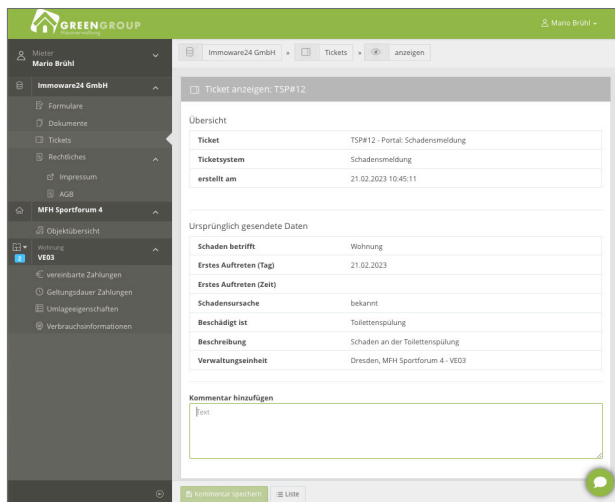 GREENGROUP
Hausverwaltung
Mario Brühl
Mieter
Mario Brühl
Immoware24 GmbH
Formulare
Dokumente
Tickets
Rechtliches
Impressum
AGB
MFH Sportforum 4
Objektübersicht
Wohnung
VE03
2
vereinbarte Zahlungen
Geltungsdauer Zahlungen
Umlageeigenschaften
Verbrauchsinformationen
Immoware24 GmbH » Tickets » anzeigen
Ticket anzeigen: TSP#12
Übersicht
Ticket TSP#12 - Portal: Schadensmeldung
Ticketsystem Schadensmeldung
erstellt am 21.02.2023 10:45:11
Ursprünglich gesendete Daten
Schaden betrifft Wohnung
Erstes Auftreten (Tag) 21.02.2023
Erstes Auftreten (Zeit)
Schadensursache bekannt
Beschädigt ist Toilettenspülung
Beschreibung Schaden an der Toilettenspülung
Verwaltungseinheit Dresden, MFH Sportforum 4 - VE03
Kommentar hinzufügen
Text
Kommentar speichern
Liste